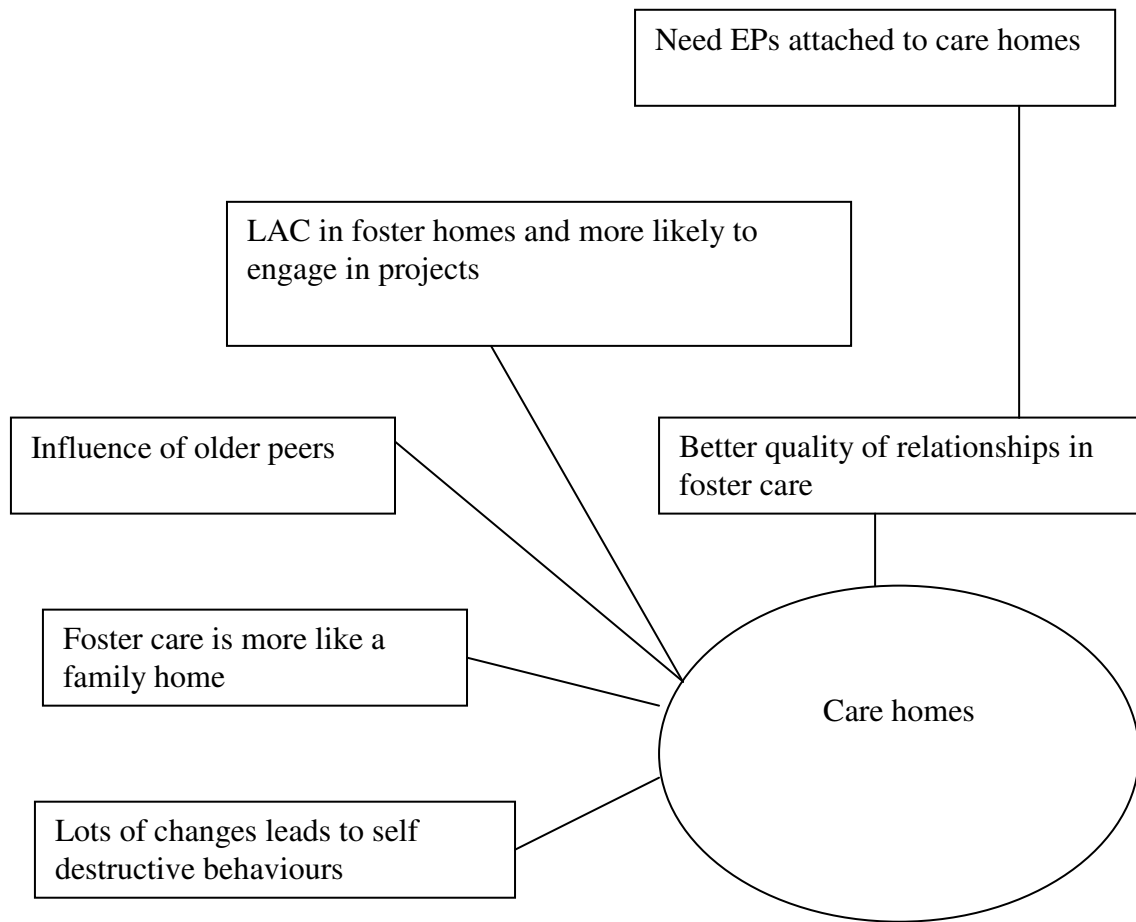 Need EPs attached to care homes
LAC in foster homes and more likely to
engage in projects
Influence of older peers
Better quality of relationships in
foster care
Foster care is more like a
family home
Care homes
Lots of changes leads to self
destructive behaviours